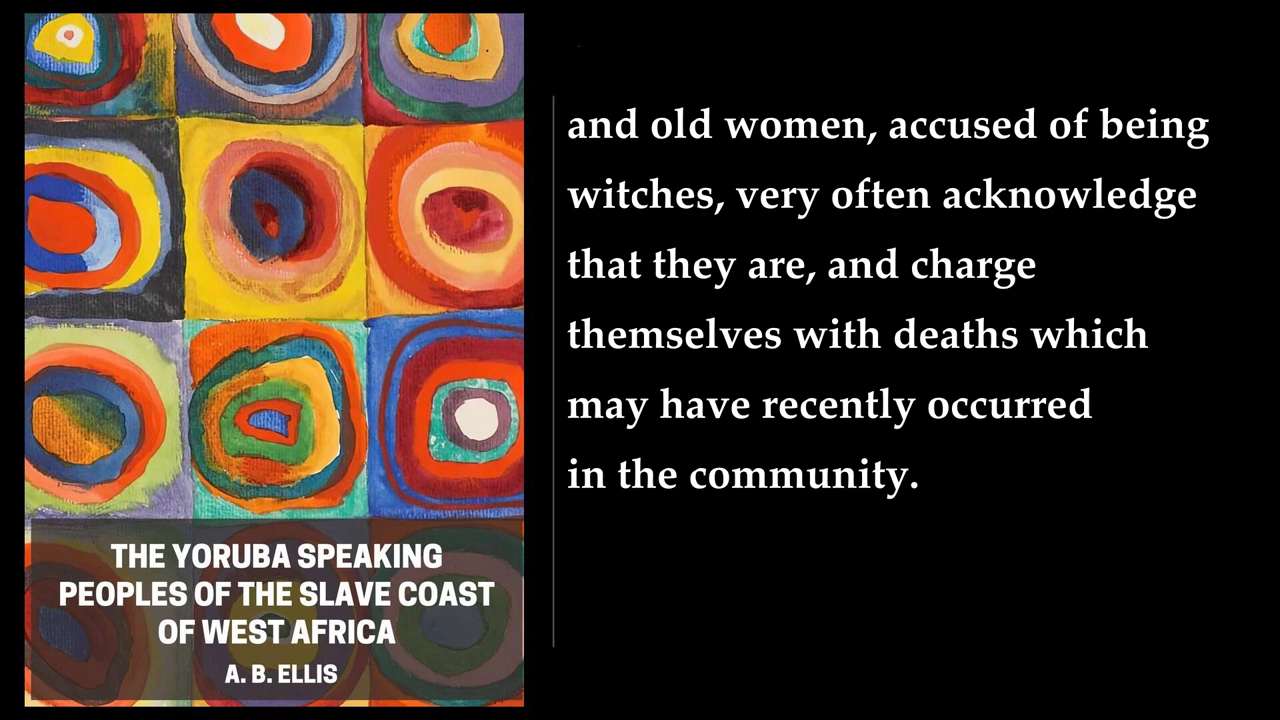 THE YORUBA SPEAKING
PEOPLES OF THE SLAVE COAST
OF WEST AFRICA
A. B. ELLIS
and old women, accused of being
witches, very often acknowledge
that they are, and charge
themselves with deaths which
may have recently occurred
in the community.